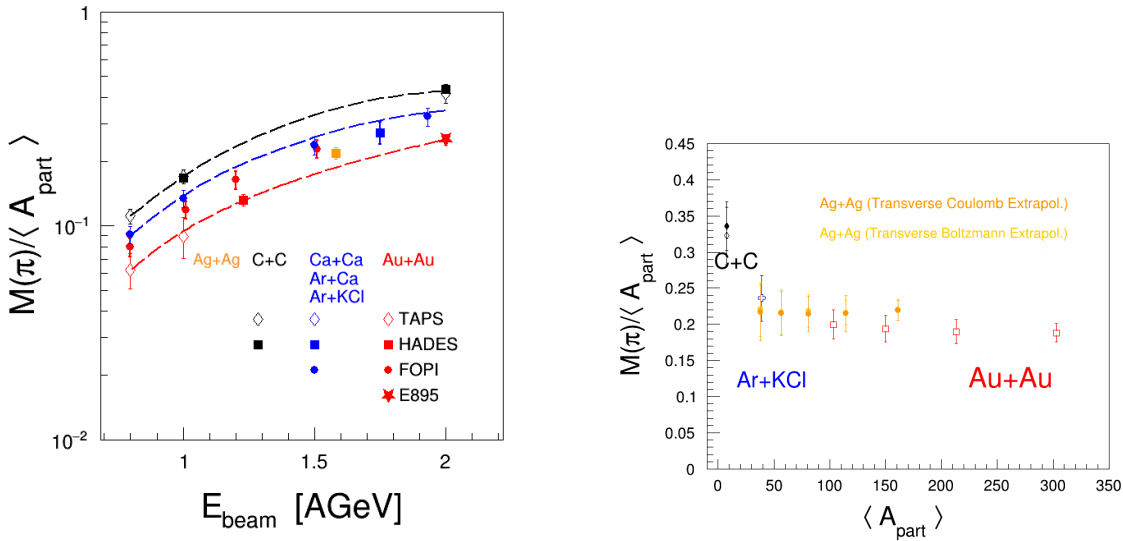 M(π)/⟨ A_part ⟩
1
10⁻¹
10⁻²
Ag+Ag C+C Ca+Ca Au+Au
Ar+Ca
Ar+KCl
TAPS
HADES
FOPI
E895
1 1.5 2
E_beam [AGeV]
M(π)/⟨ A_part ⟩
0.45
0.4
0.35
0.3
0.25
0.2
0.15
0.1
0.05
0
Ag+Ag (Transverse Coulomb Extrapol.)
Ag+Ag (Transverse Boltzmann Extrapol.)
C+C
Ar+KCl
Au+Au
0 50 100 150 200 250 300 350
⟨ A_part ⟩